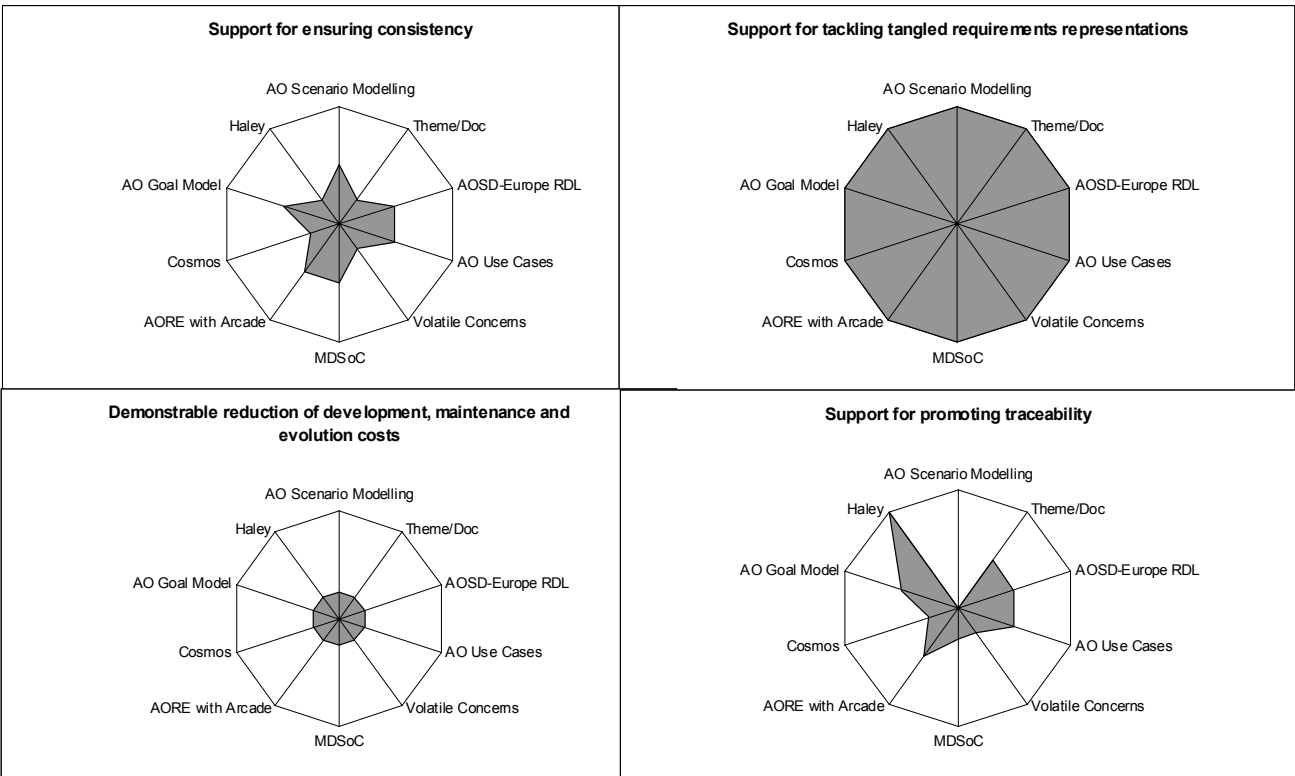 Support for ensuring consistency
AO Scenario Modelling
Haley
Theme/Doc
AO Goal Model
AOSD-Europe RDL
Cosmos
AO Use Cases
AORE with Arcade
Volatile Concerns
MDSoC
Support for tackling tangled requirements representations
AO Scenario Modelling
Haley
Theme/Doc
AO Goal Model
AOSD-Europe RDL
Cosmos
AO Use Cases
AORE with Arcade
Volatile Concerns
MDSoC
Demonstrable reduction of development, maintenance and
evolution costs
AO Scenario Modelling
Haley
Theme/Doc
AO Goal Model
AOSD-Europe RDL
Cosmos
AO Use Cases
AORE with Arcade
Volatile Concerns
MDSoC
Support for promoting traceability
AO Scenario Modelling
Haley
Theme/Doc
AO Goal Model
AOSD-Europe RDL
Cosmos
AO Use Cases
AORE with Arcade
Volatile Concerns
MDSoC